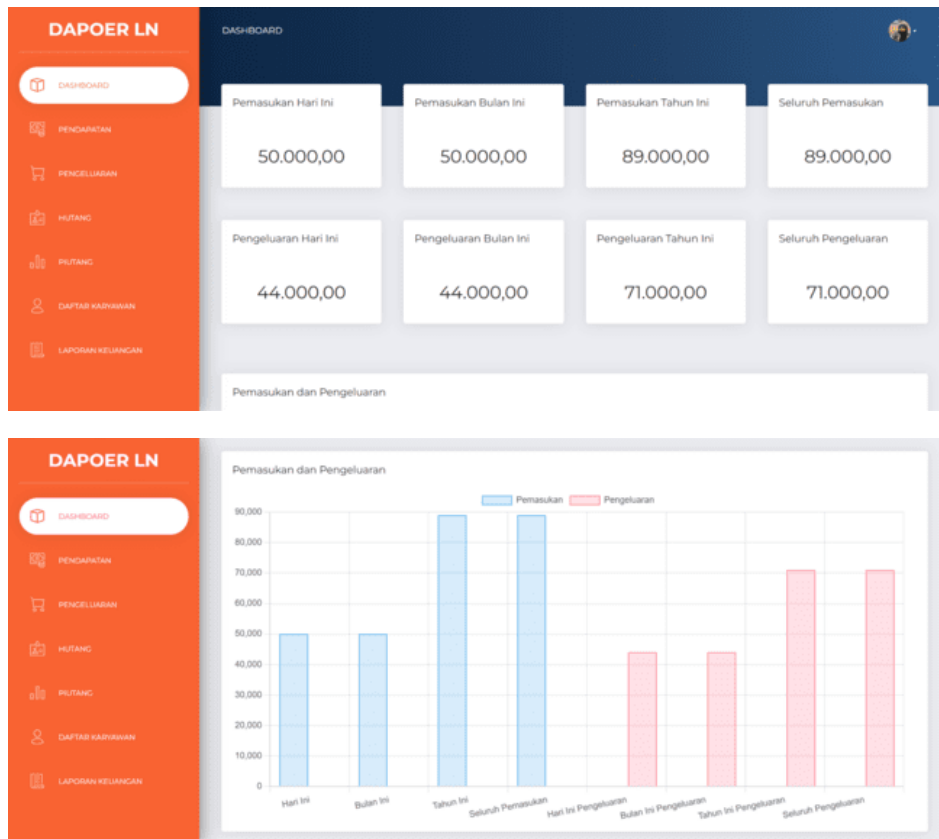 DAPOER LN
DASHBOARD
DASHBOARD
PENDAPATAN
PENGELUARAN
HUTANG
PIUTANG
DAFTAR KARYAWAN
LAPORAN KEUANGAN
Pemasukan Hari Ini
50.000,00
Pemasukan Bulan Ini
50.000,00
Pemasukan Tahun Ini
89.000,00
Seluruh Pemasukan
89.000,00
Pengeluaran Hari Ini
44.000,00
Pengeluaran Bulan Ini
44.000,00
Pengeluaran Tahun Ini
71.000,00
Seluruh Pengeluaran
71.000,00
Pemasukan dan Pengeluaran
DAPOER LN
DASHBOARD
PENDAPATAN
PENGELUARAN
HUTANG
PIUTANG
DAFTAR KARYAWAN
LAPORAN KEUANGAN
Pemasukan dan Pengeluaran
Pemasukan Pengeluaran
90,000
80,000
70,000
60,000
50,000
40,000
30,000
20,000
10,000
0
Hari Ini
Bulan Ini
Tahun Ini
Seluruh Pemasukan
Hari Ini Pengeluaran
Bulan Ini Pengeluaran
Tahun Ini Pengeluaran
Seluruh Pengeluaran